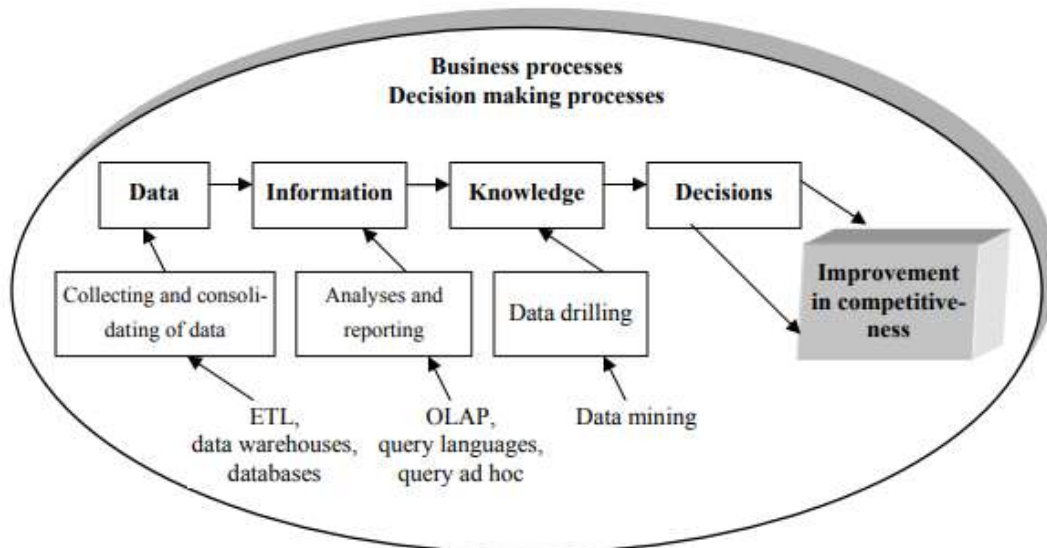 Business processes
Decision making processes
Data
Information
Knowledge
Decisions
Improvement
in competitive-
ness
Collecting and consoli-
dating of data
Analyses and
reporting
Data drilling
ETL,
data warehouses,
databases
OLAP,
query languages,
query ad hoc
Data mining